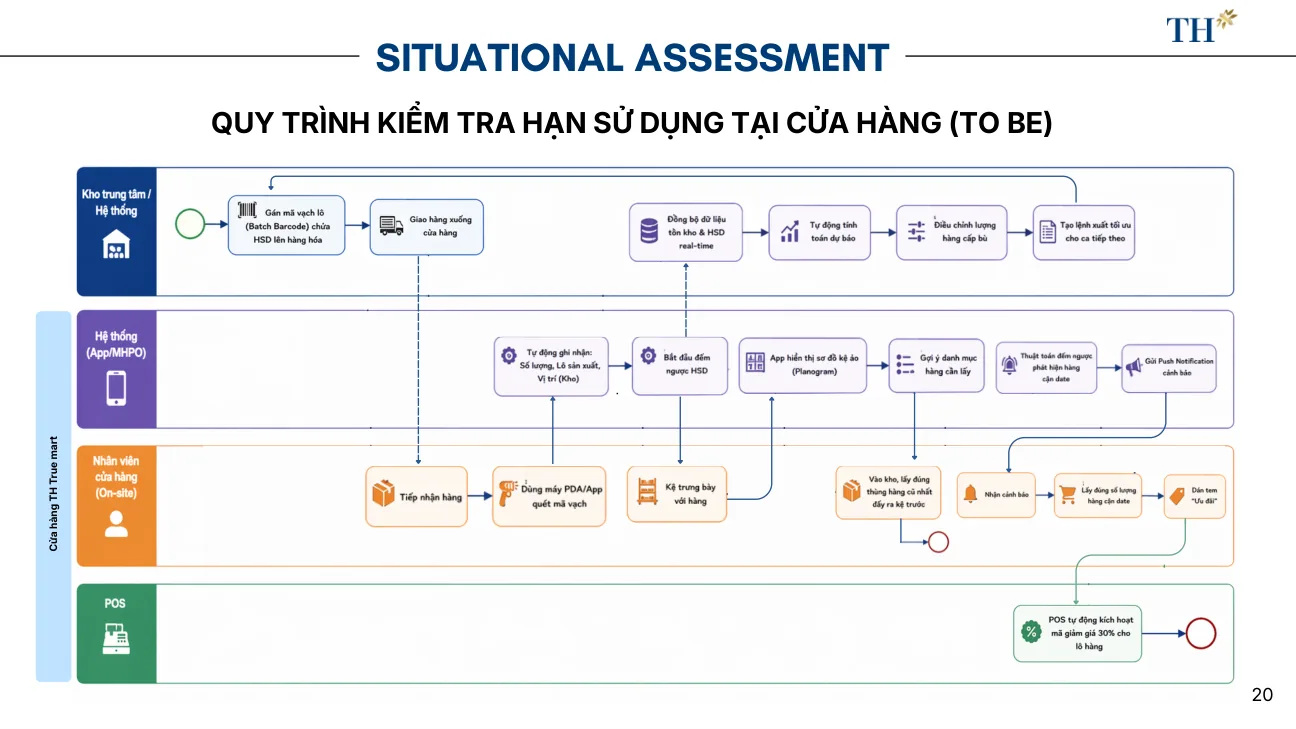 TH
SITUATIONAL ASSESSMENT
QUY TRÌNH KIỂM TRA HẠN SỬ DỤNG TẠI CỬA HÀNG (TO BE)
Kho trung tâm /
Hệ thống
Gán mã vạch lô
(Batch Barcode) chứa
HSD lên hàng hóa
Giao hàng xuống
cửa hàng
Đồng bộ dữ liệu
tồn kho & HSD
real-time
Tự động tính
toán dự báo
Điều chỉnh lượng
hàng cấp bù
Tạo lệnh xuất tối ưu
cho ca tiếp theo
Cửa hàng TH True mart
Hệ thống
(App/MHPO)
Tự động ghi nhận:
Số lượng, Lô sản xuất,
Vị trí (Kho)
Bắt đầu đếm
ngược HSD
App hiển thị sơ đồ kệ ảo
(Planogram)
Gợi ý danh mục
hàng cần lấy
Thuật toán đếm ngược
phát hiện hàng
cận date
Gửi Push Notification
cảnh báo
Nhân viên
cửa hàng
(On-site)
Tiếp nhận hàng
Dùng máy PDA/App
quét mã vạch
Kệ trưng bày
vơi hàng
Vào kho, lấy đúng
thùng hàng cũ nhất
đẩy ra kệ trước
Nhận cảnh báo
Lấy đúng số lượng
hàng cận date
Dán tem
"Ưu đãi"
POS
POS tự động kích hoạt
mã giảm giá 30% cho
lô hàng
20